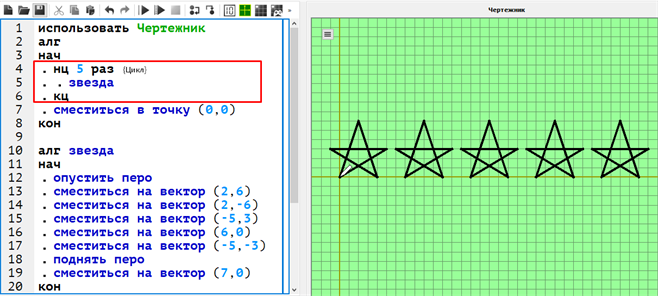 Чертежник
1 использовать Чертежник
2 алг
3 нач
4 . нц 5 раз (Цикл)
5 . . звезда
6 . кц
7 . сместиться в точку (0,0)
8 кон
9
10 алг звезда
11 нач
12 . опустить перо
13 . сместиться на вектор (2,6)
14 . сместиться на вектор (2,-6)
15 . сместиться на вектор (-5,3)
16 . сместиться на вектор (6,0)
17 . сместиться на вектор (-5,-3)
18 . поднять перо
19 . сместиться на вектор (7,0)
20 кон